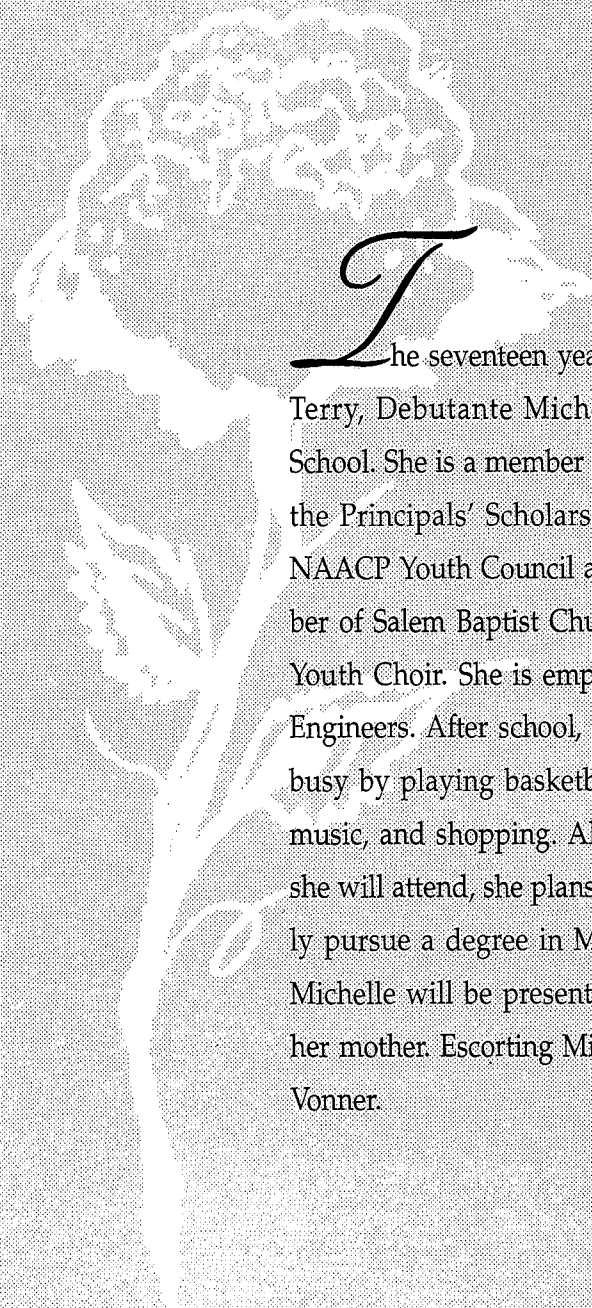 The seventeen yea
Terry, Debutante Mich
School. She is a member
the Principals' Scholars
NAACP Youth Council a
ber of Salem Baptist Chu
Youth Choir. She is emp
Engineers. After school,
busy by playing basketb
music, and shopping. Al
she will attend, she plans
ly pursue a degree in M
Michelle will be present
her mother. Escorting Mi
Vonner.